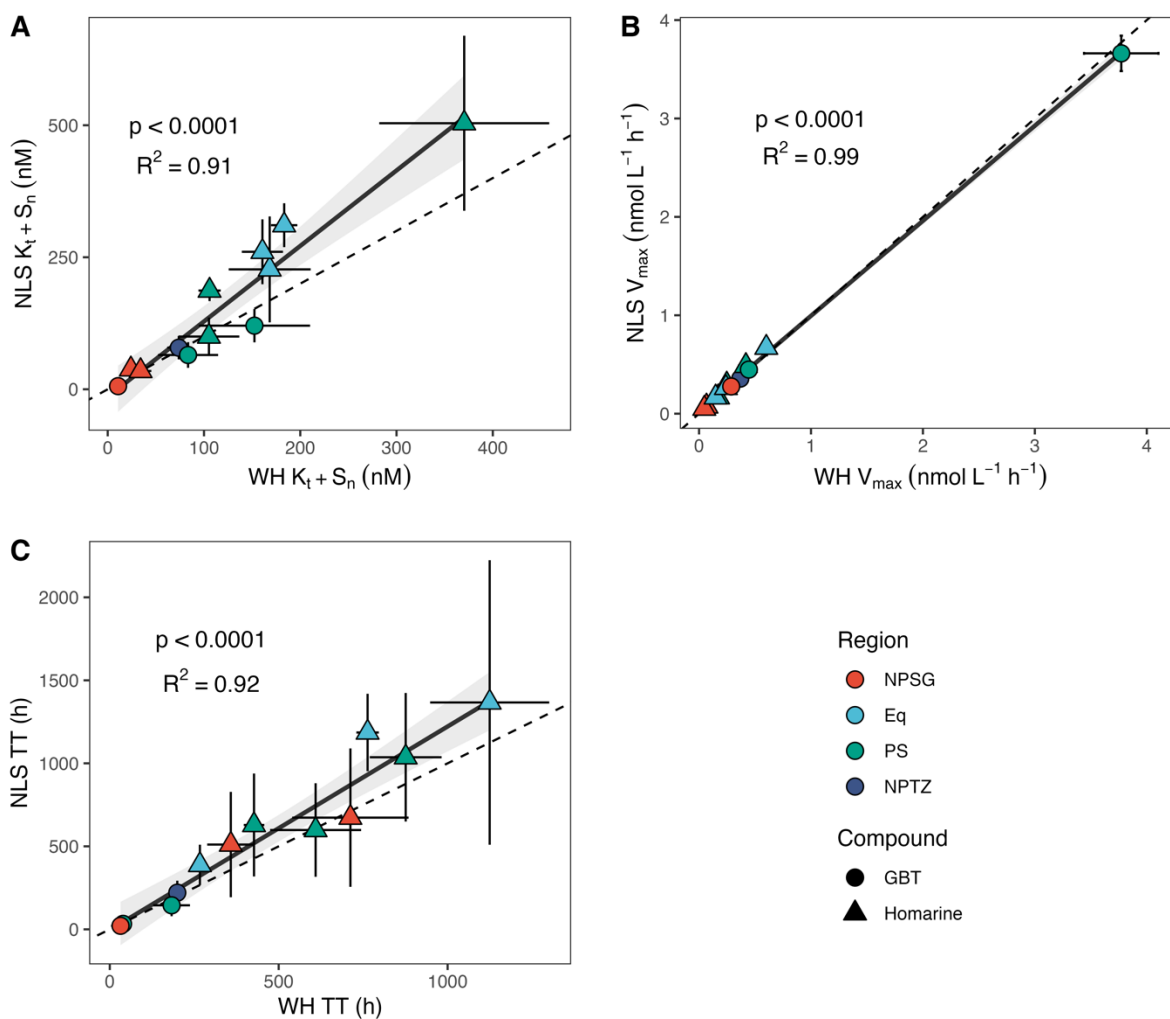 A
p < 0.0001
R² = 0.91
500
250
0
0
100
200
300
400
NLS Kₜ + Sₙ (nM)
WH Kₜ + Sₙ (nM)
B
p < 0.0001
R² = 0.99
4
3
2
1
0
0
1
2
3
4
NLS Vₘₐₓ (nmol L⁻¹ h⁻¹)
WH Vₘₐₓ (nmol L⁻¹ h⁻¹)
C
p < 0.0001
R² = 0.92
2000
1500
1000
500
0
0
500
1000
NLS TT (h)
WH TT (h)
Region
NPSG
Eq
PS
NPTZ
Compound
GBT
Homarine